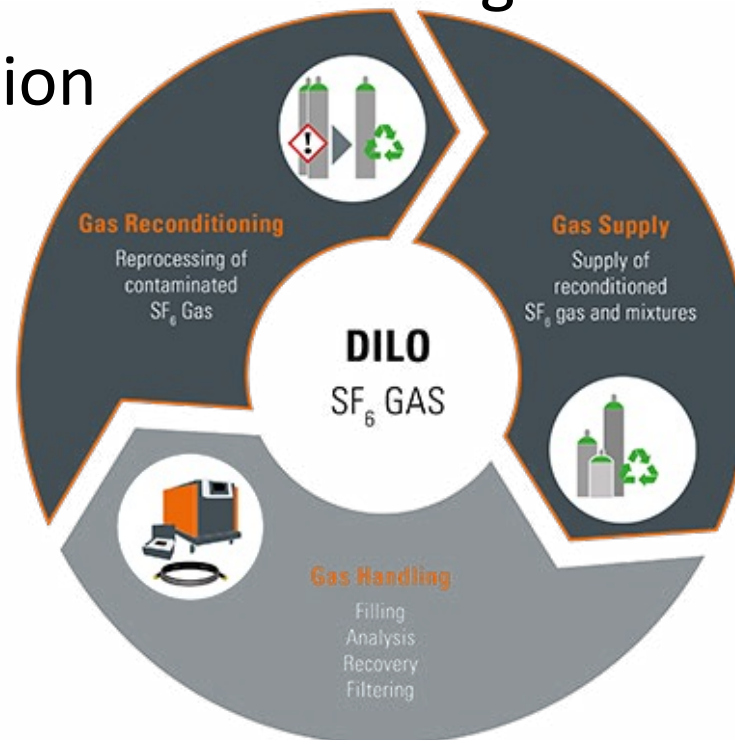 g
ion
Gas Reconditioning
Reprocessing of
contaminated
SF₆ Gas
Gas Supply
Supply of
reconditioned
SF₆ gas and mixtures
DILO
SF₆ GAS
Gas Handling
Filling
Analysis
Recovery
Filtering